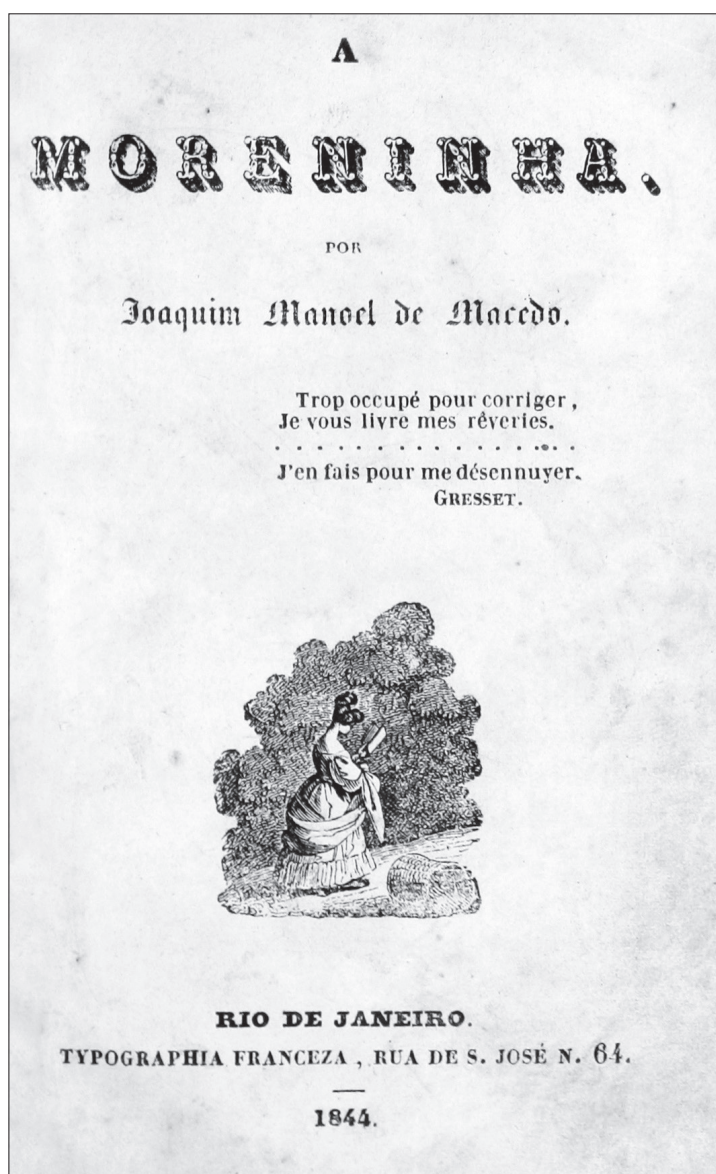 A
MORENINHA.
POR
Joaquim Manoel de Macedo.
Trop occupé pour corriger,
Je vous livre mes rêveries.
. . . . . . . . . . . . . . . .
J'en fais pour me désennuyer.
GRESSET.
RIO DE JANEIRO.
TYPOGRAPHIA FRANCEZA, RUA DE S. JOSÉ N. 64.
1844.